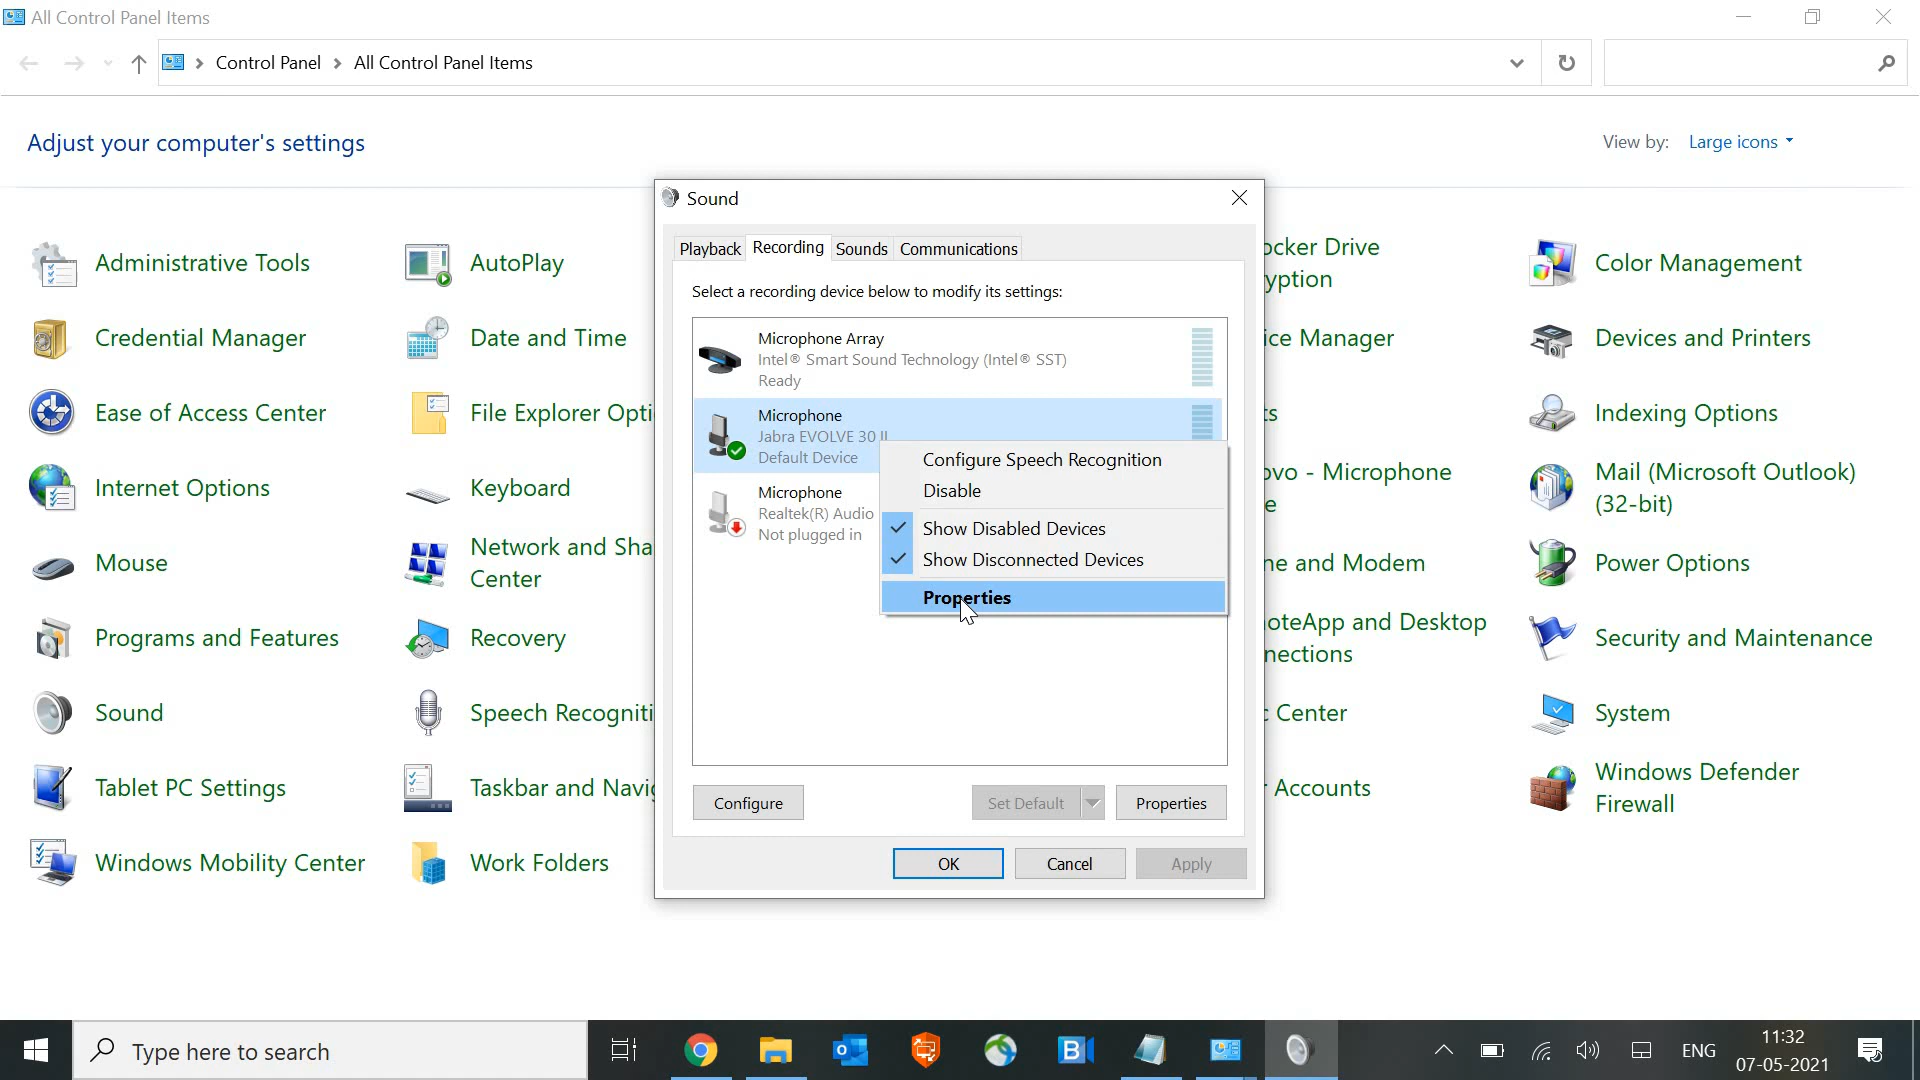 All Control Panel Items
Control Panel
All Control Panel Items
Adjust your computer's settings
View by:
Large icons
Administrative Tools
AutoPlay
ocker Drive
yption
Color Management
Credential Manager
Date and Time
ice Manager
Devices and Printers
Ease of Access Center
File Explorer Opti
ts
Indexing Options
Internet Options
Keyboard
ovo - Microphone
e
Mail (Microsoft Outlook)
(32-bit)
Mouse
Network and Sha
Center
ne and Modem
Power Options
Programs and Features
Recovery
oteApp and Desktop
nections
Security and Maintenance
Sound
Speech Recogniti
c Center
System
Tablet PC Settings
Taskbar and Navig
r Accounts
Windows Defender
Firewall
Windows Mobility Center
Work Folders
Sound
Playback
Recording
Sounds
Communications
Select a recording device below to modify its settings:
Microphone Array
Intel® Smart Sound Technology (Intel® SST)
Ready
Microphone
Jabra EVOLVE 30 II
Default Device
Microphone
Realtek(R) Audio
Not plugged in
Configure Speech Recognition
Disable
Show Disabled Devices
Show Disconnected Devices
Properties
Configure
Set Default
Properties
OK
Cancel
Apply
Type here to search
ENG
11:32
07-05-2021